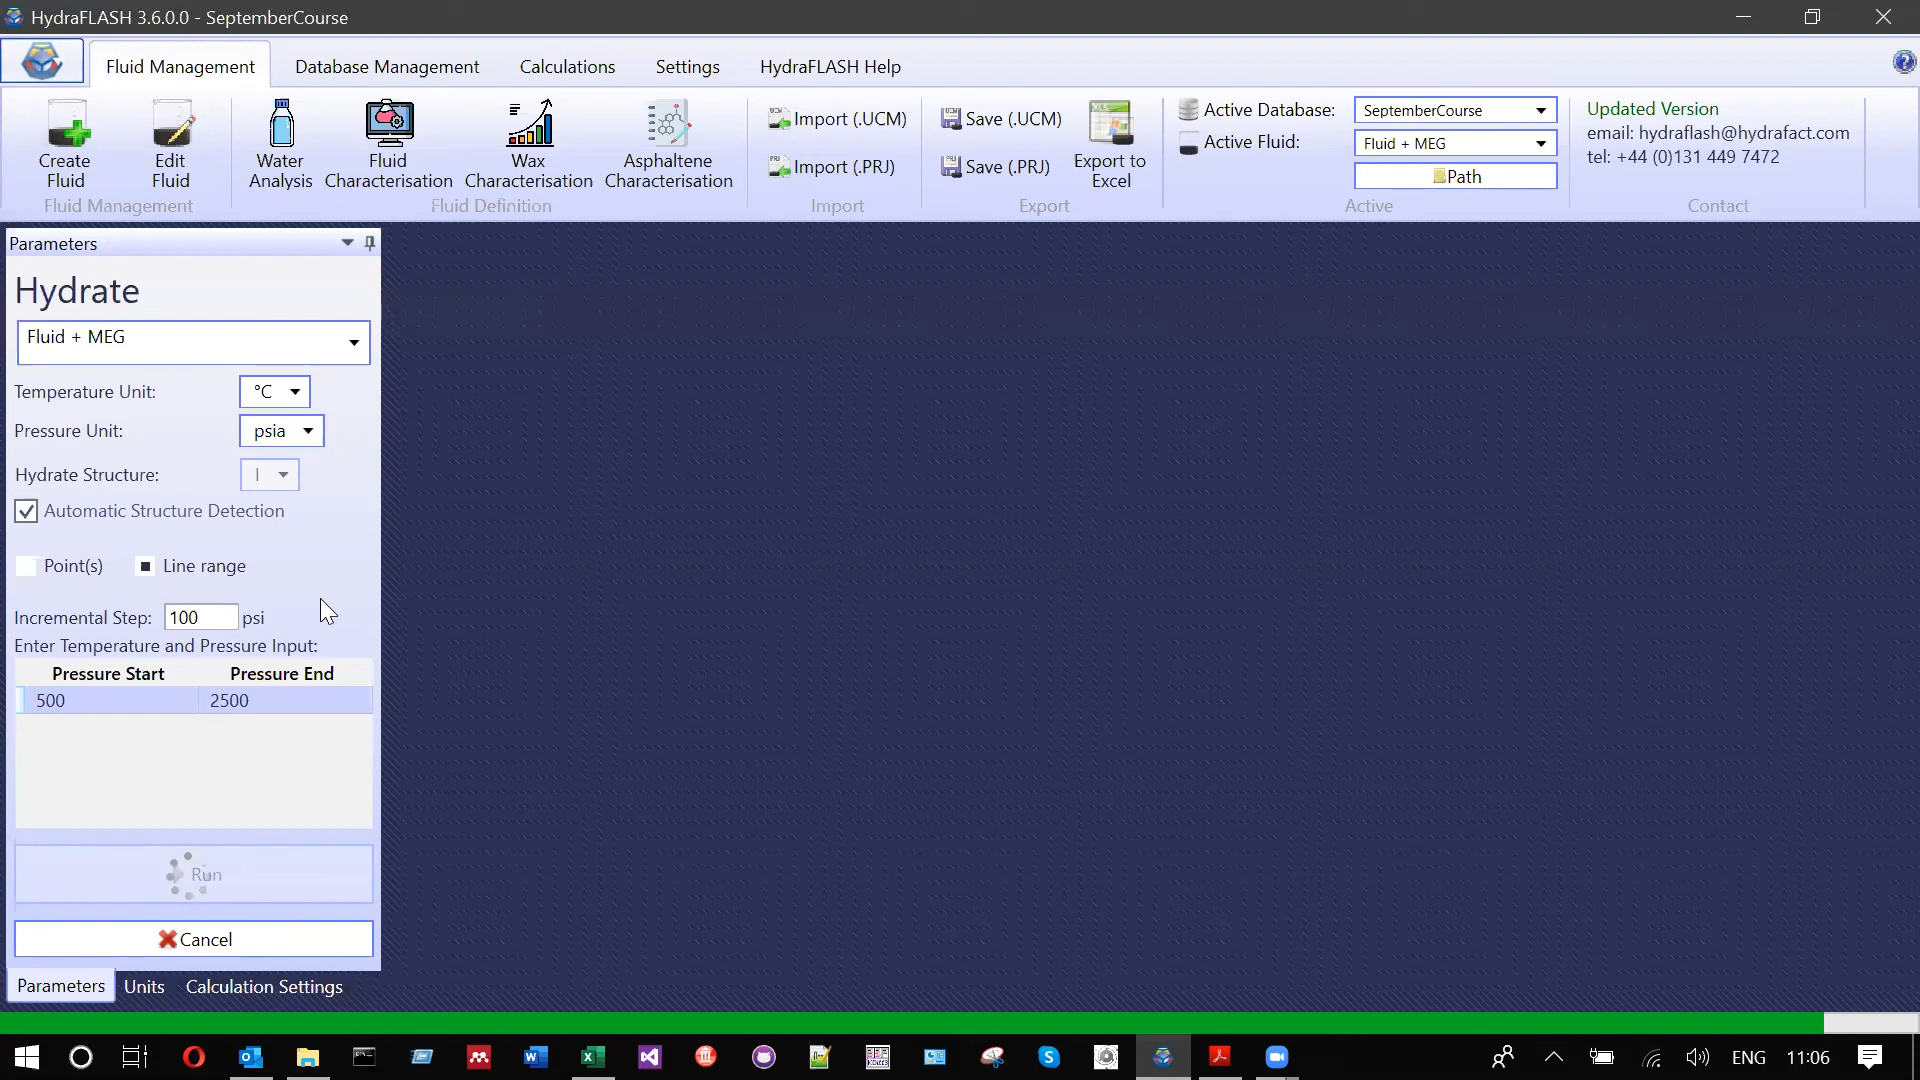 HydraFLASH 3.6.0.0 - SeptemberCourse
Fluid Management
Database Management
Calculations
Settings
HydraFLASH Help
Create
Fluid
Edit
Fluid
Fluid Management
Water
Analysis
Fluid
Characterisation
Wax
Characterisation
Asphaltene
Characterisation
Fluid Definition
Import (.UCM)
Import (.PRJ)
Import
Save (.UCM)
Save (.PRJ)
Export to
Excel
Export
Active Database:
SeptemberCourse
Active Fluid:
Fluid + MEG
Path
Active
Updated Version
email: hydraflash@hydrafact.com
tel: +44 (0)131 449 7472
Contact
Parameters
Hydrate
Fluid + MEG
Temperature Unit:
°C
Pressure Unit:
psia
Hydrate Structure:
I
Automatic Structure Detection
Point(s)
Line range
Incremental Step:
100
psi
Enter Temperature and Pressure Input:
Pressure Start
Pressure End
500
2500
Run
Cancel
Parameters
Units
Calculation Settings
ENG
11:06